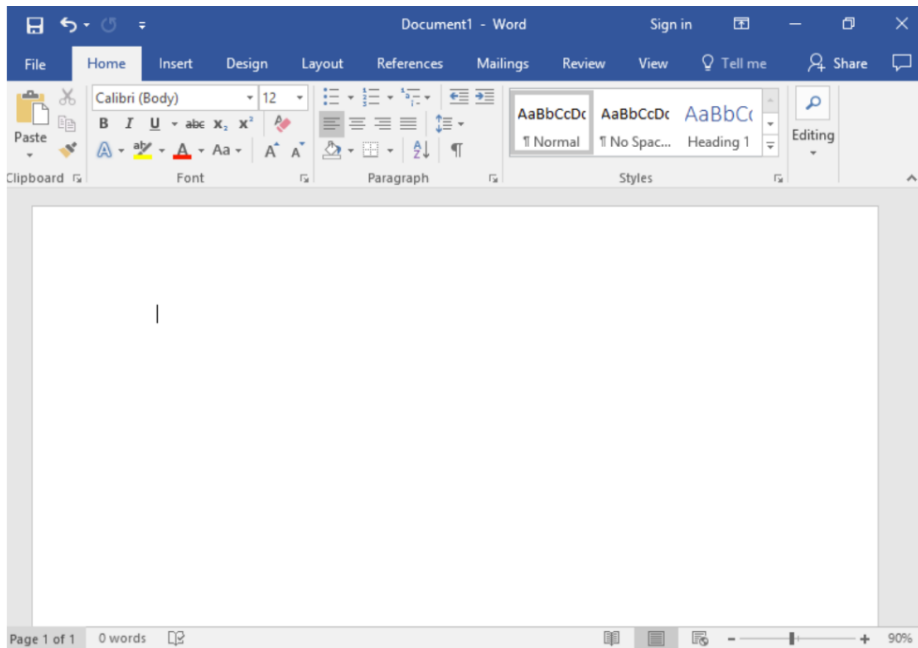 Document1 - Word
Sign in
File
Home
Insert
Design
Layout
References
Mailings
Review
View
Tell me
Share
Paste
Calibri (Body)
12
B I U abc X₂ X²
A aby A Aa A A
AaBbCcDc
AaBbCcDc
AaBbC
¶ Normal
¶ No Spac...
Heading 1
Editing
Clipboard
Font
Paragraph
Styles
Page 1 of 1
0 words
90%